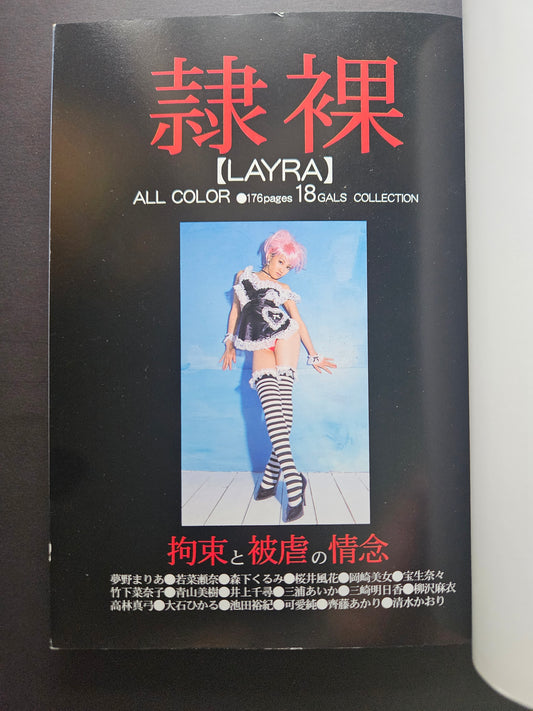 隷裸
【LAYRA】
ALL COLOR ●176pages 18GALS COLLECTION
拘束と被虐の情念
夢野まりあ●若菜瀬奈●森下くるみ●桜井風花●岡崎美女●宝生奈々
竹下菜奈子●青山美樹●井上千尋●三浦あいか●三崎明日香●柳沢麻衣
高林真弓●大石ひかる●池田裕紀●可愛純●齊藤あかり●清水かおり